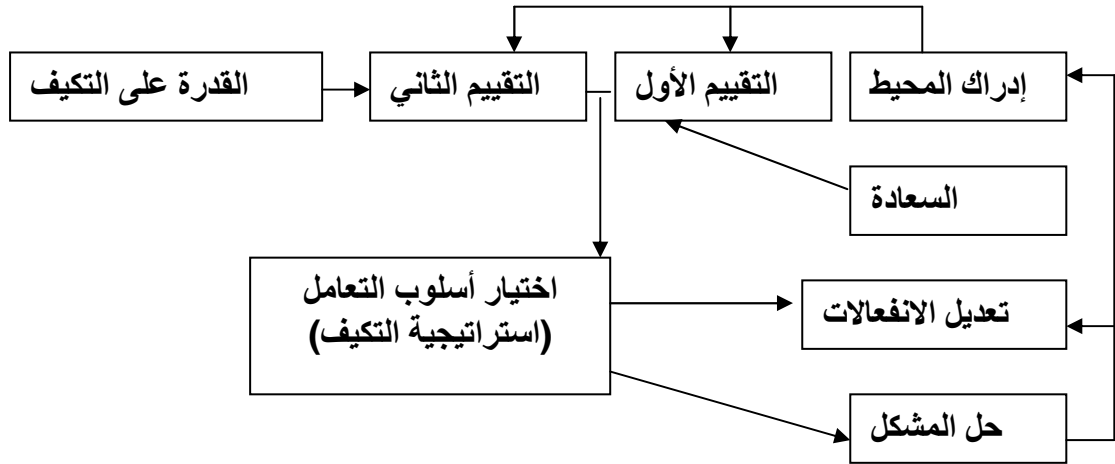 إدراك المحيط
التقييم الأول
التقييم الثاني
القدرة على التكيف
السعادة
اختيار أسلوب التعامل
(استراتيجية التكيف)
تعديل الانفعالات
حل المشكل